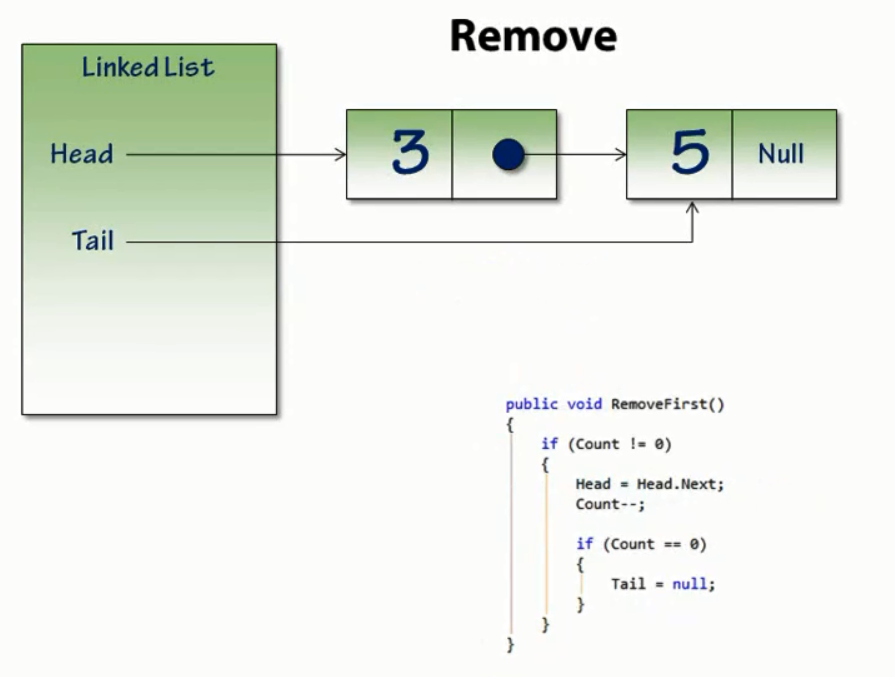 Remove
Linked List
Head
3
5
Null
Tail
public void RemoveFirst()
{
if (Count != 0)
{
Head = Head.Next;
Count--;
if (Count == 0)
{
Tail = null;
}
}
}